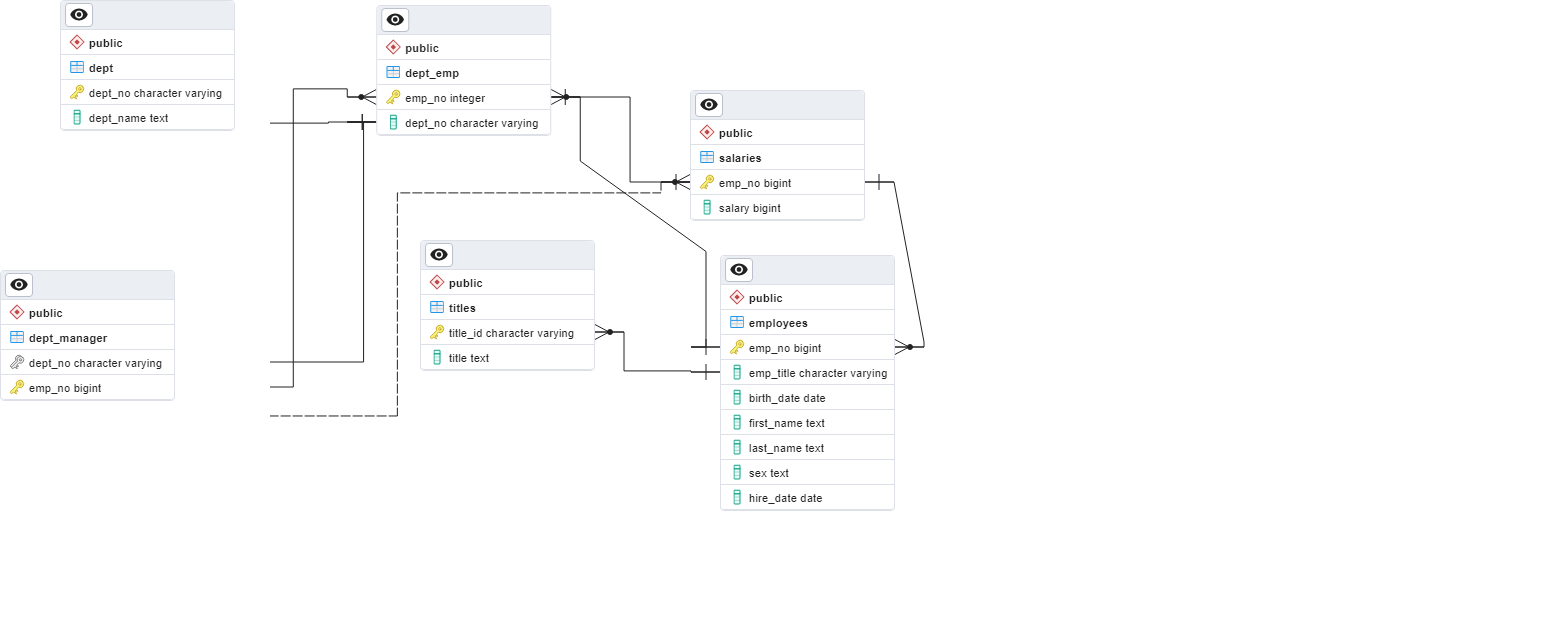 public
dept
dept_no character varying
dept_name text
public
dept_emp
emp_no integer
dept_no character varying
public
salaries
emp_no bigint
salary bigint
public
titles
title_id character varying
title text
public
employees
emp_no bigint
emp_title character varying
birth_date date
first_name text
last_name text
sex text
hire_date date
public
dept_manager
dept_no character varying
emp_no bigint